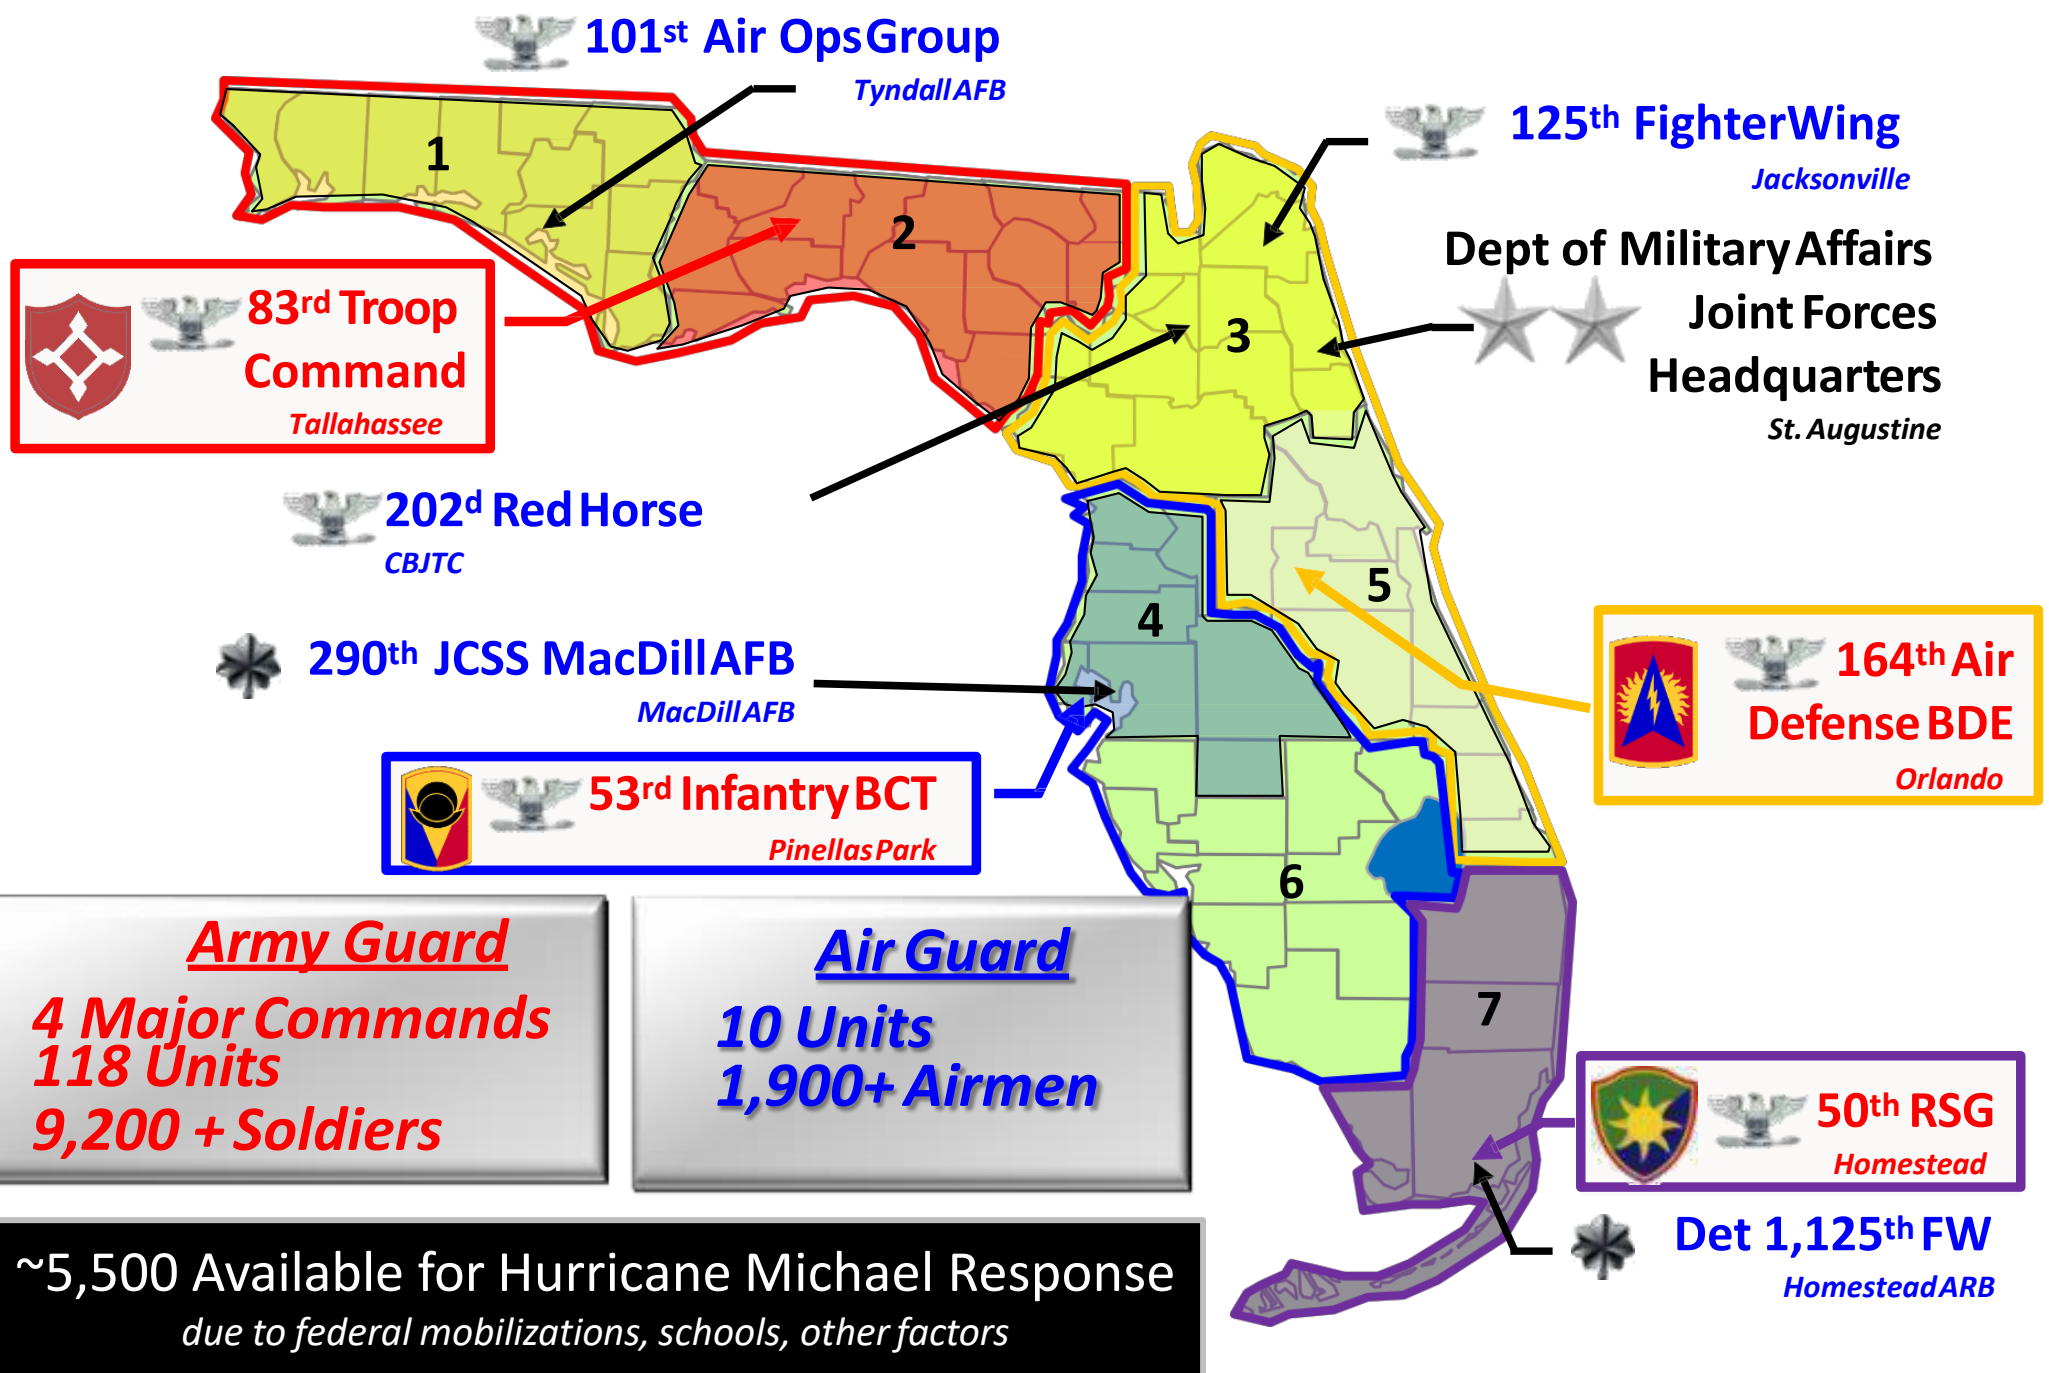 101st Air Ops Group
Tyndall AFB
125th Fighter Wing
Jacksonville
1
2
Dept of Military Affairs
Joint Forces
Headquarters
St. Augustine
83rd Troop
Command
Tallahassee
3
202d Red Horse
CBJTC
5
4
290th JCSS MacDill AFB
MacDill AFB
164th Air
Defense BDE
Orlando
53rd Infantry BCT
Pinellas Park
6
Army Guard
4 Major Commands
118 Units
9,200 + Soldiers
Air Guard
10 Units
1,900+ Airmen
7
50th RSG
Homestead
Det 1,125th FW
Homestead ARB
~5,500 Available for Hurricane Michael Response
due to federal mobilizations, schools, other factors